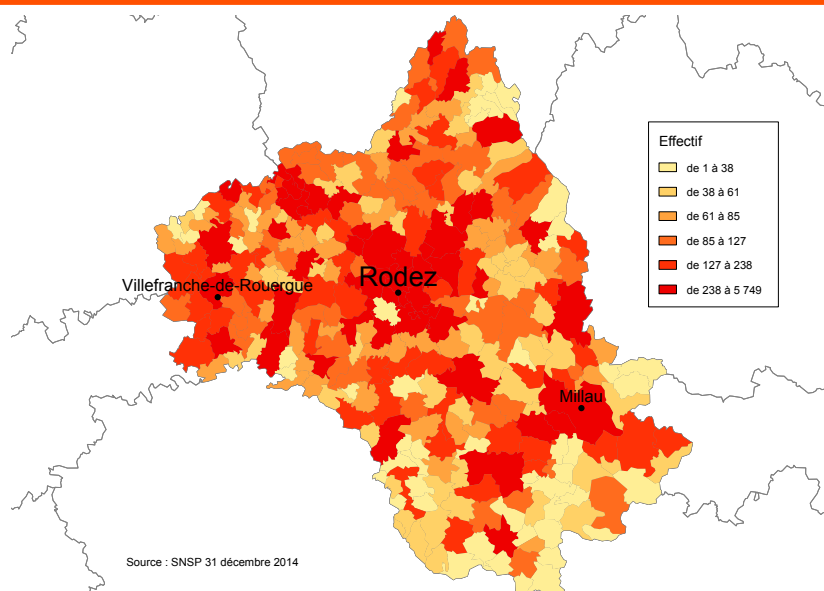 Effectif
de 1 à 38
de 38 à 61
de 61 à 85
de 85 à 127
de 127 à 238
de 238 à 5 749
Rodez
Villefranche-de-Rouergue
Millau
Source : SNSP 31 décembre 2014
1